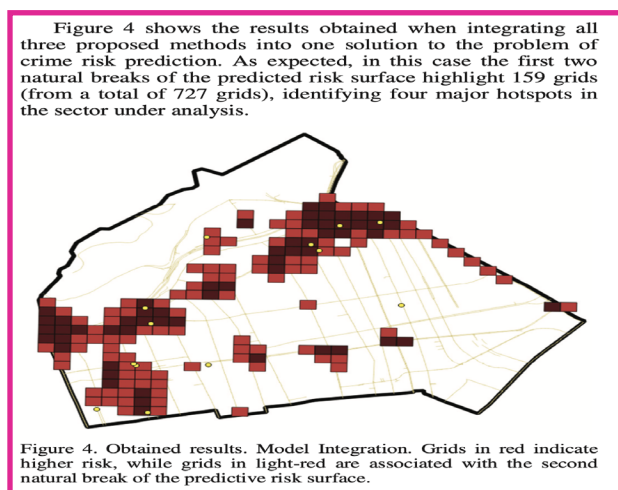 Figure 4 shows the results obtained when integrating all
three proposed methods into one solution to the problem of
crime risk prediction. As expected, in this case the first two
natural breaks of the predicted risk surface highlight 159 grids
(from a total of 727 grids), identifying four major hotspots in
the sector under analysis.
Figure 4. Obtained results. Model Integration. Grids in red indicate
higher risk, while grids in light-red are associated with the second
natural break of the predictive risk surface.